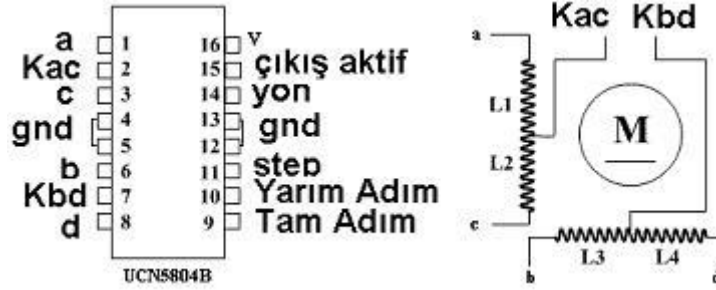 a 1 16 v
Kac 2 15 çıkış aktif
c 3 14 yon
gnd 4 13 gnd
5 12
b 6 11 step
Kbd 7 10 Yarım Adım
d 8 9 Tam Adım
UCN5804B
Kac Kbd
a
L1
M
L2
c
b L3 L4